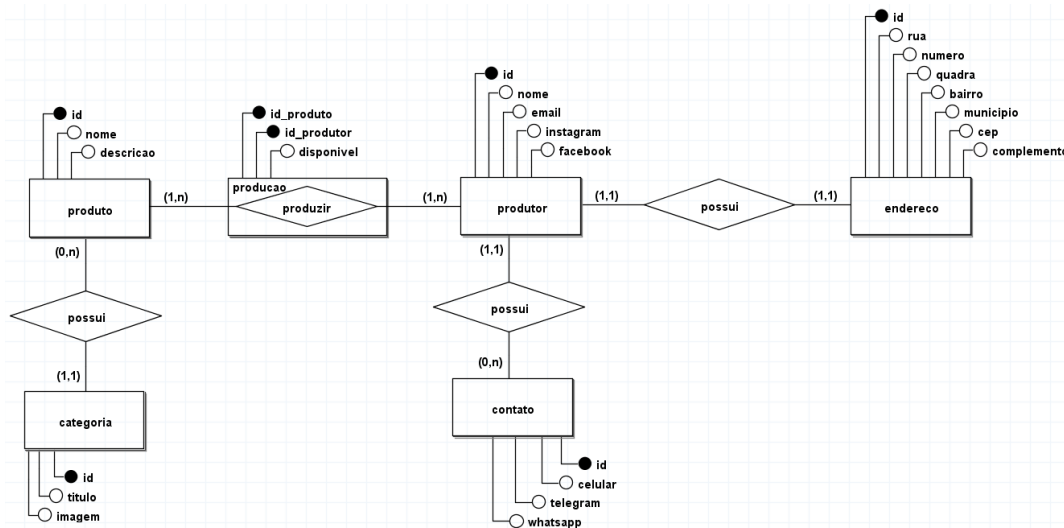 id
rua
numero
quadra
bairro
municipio
cep
complemento
id
nome
email
instagram
facebook
id_produto
id_produtor
disponivel
id
nome
descricao
produto
(1,n)
producao
produzir
(1,n)
produtor
(1,1)
possui
(1,1)
endereco
(0,n)
possui
(1,1)
categoria
id
titulo
imagem
(1,1)
possui
(0,n)
contato
id
celular
telegram
whatsapp